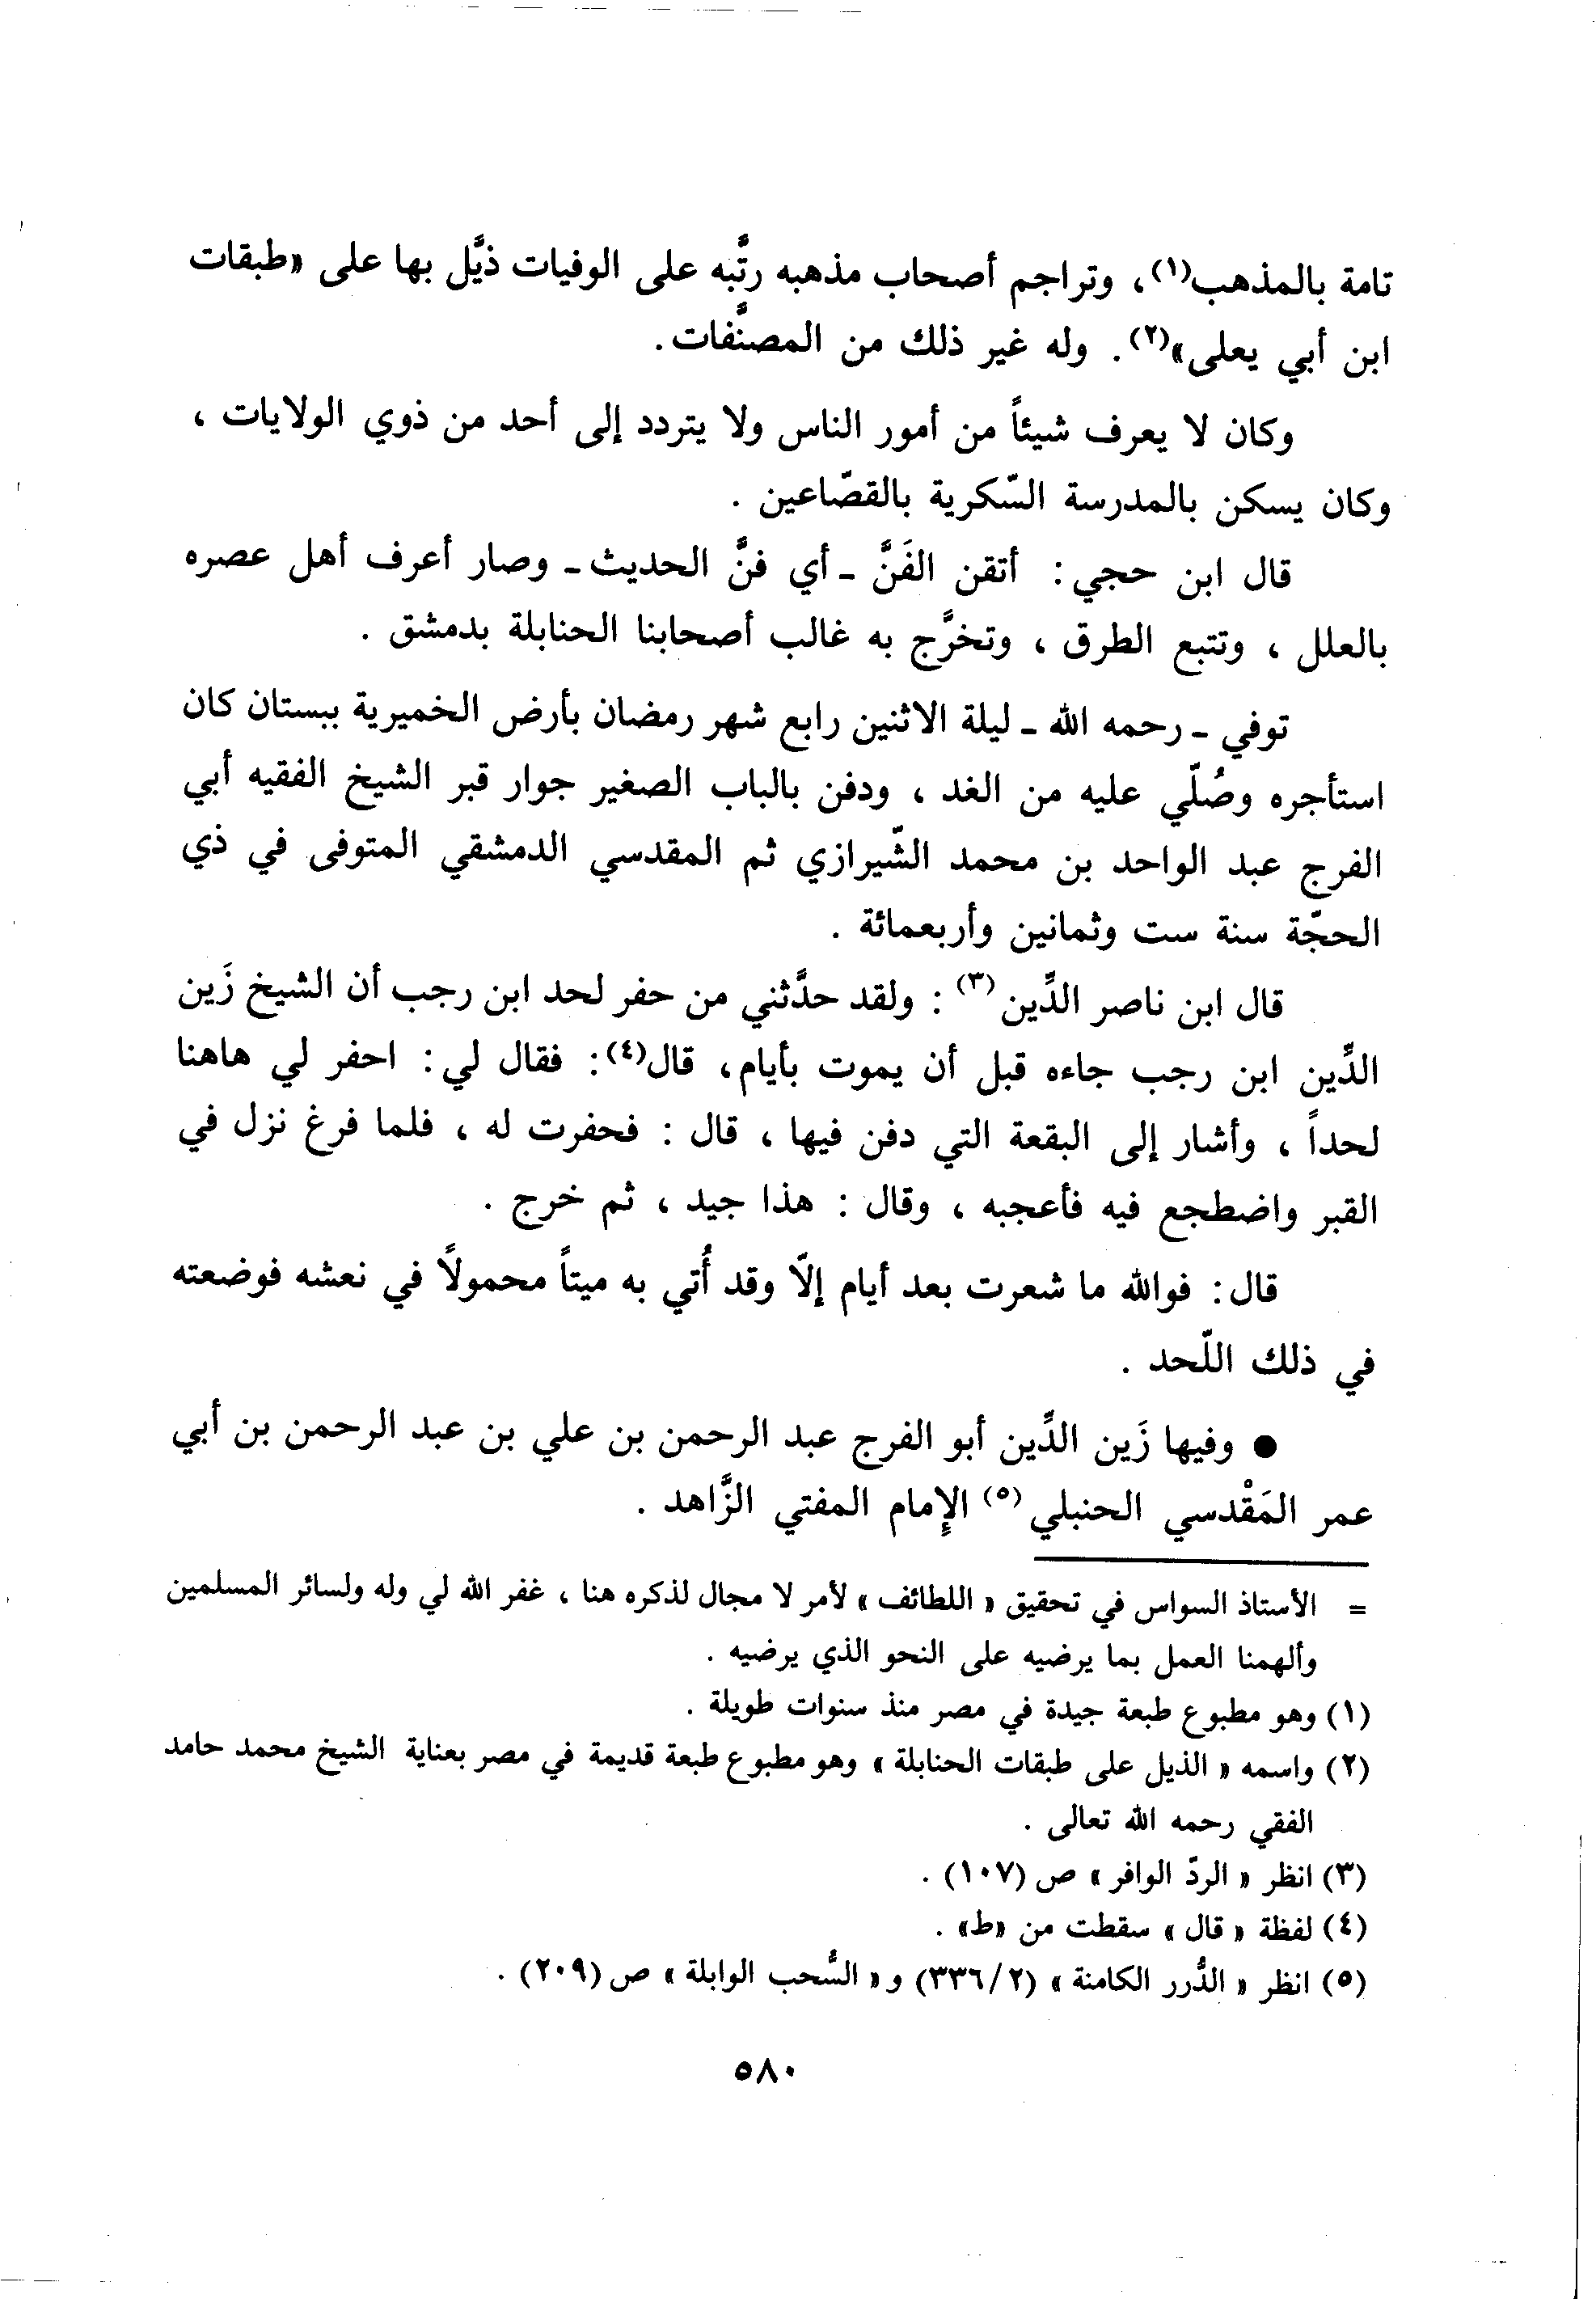 تامة بالمذهب(١)، وتراجم أصحاب مذهبه رتَّبه على الوفيات ذيَّل بها على «طبقات
ابن أبي يعلى»(٢). وله غير ذلك من المصنَّفات.
وكان لا يعرف شيئاً من أمور الناس ولا يتردد إلى أحد من ذوي الولايات ،
وكان يسكن بالمدرسة السّكرية بالقصّاعين .
قال ابن حجي : أتقن الفَنَّ ـ أي فنَّ الحديث ـ وصار أعرف أهل عصره
بالعلل ، وتتبع الطرق ، وتخرَّج به غالب أصحابنا الحنابلة بدمشق .
توفي ـ رحمه الله ـ ليلة الاثنين رابع شهر رمضان بأرض الخميرية ببستان كان
استأجره وصُلّي عليه من الغد ، ودفن بالباب الصغير جوار قبر الشيخ الفقيه أبي
الفرج عبد الواحد بن محمد الشّيرازي ثم المقدسي الدمشقي المتوفى في ذي
الحجّة سنة ست وثمانين وأربعمائة .
قال ابن ناصر الدِّين(٣) : ولقد حدَّثني من حفر لحد ابن رجب أن الشيخ زَين
الدِّين ابن رجب جاءه قبل أن يموت بأيام، قال(٤): فقال لي : احفر لي هاهنا
لحداً ، وأشار إلى البقعة التي دفن فيها ، قال : فحفرت له ، فلما فرغ نزل في
القبر واضطجع فيه فأعجبه ، وقال : هذا جيد ، ثم خرج .
قال : فوالله ما شعرت بعد أيام إلّا وقد أُتي به ميتاً محمولاً في نعشه فوضعته
في ذلك اللّحد .
● وفيها زَين الدِّين أبو الفرج عبد الرحمن بن علي بن عبد الرحمن بن أبي
عمر المَقْدسي الحنبلي(٥) الإمام المفتي الزَّاهد .
= الأستاذ السواس في تحقيق « اللطائف » لأمر لا مجال لذكره هنا ، غفر الله لي وله ولسائر المسلمين
وألهمنا العمل بما يرضيه على النحو الذي يرضيه .
(١) وهو مطبوع طبعة جيدة في مصر منذ سنوات طويلة .
(٢) واسمه « الذيل على طبقات الحنابلة » وهو مطبوع طبعة قديمة في مصر بعناية الشيخ محمد حامد
الفقي رحمه الله تعالى .
(٣) انظر « الردّ الوافر » ص (١٠٧) .
(٤) لفظة « قال » سقطت من «ط» .
(٥) انظر « الدُّرر الكامنة » (٣٣٦/٢) و « السُّحب الوابلة » ص (٢٠٩) .
٥٨٠